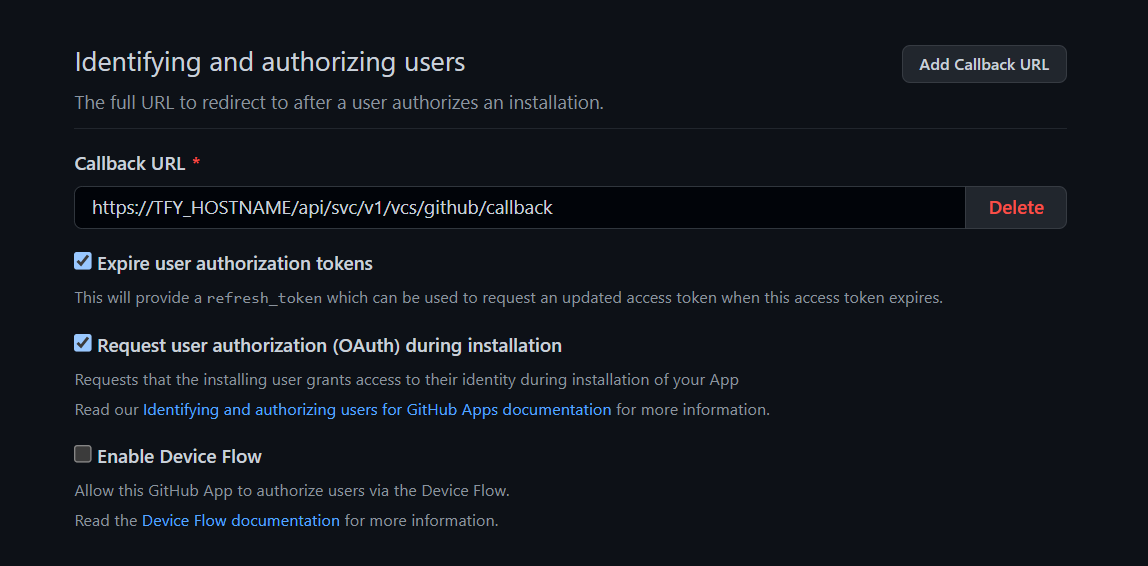 Identifying and authorizing users
Add Callback URL
The full URL to redirect to after a user authorizes an installation.
Callback URL *
https://TFY_HOSTNAME/api/svc/v1/vcs/github/callback
Delete
Expire user authorization tokens
This will provide a refresh_token which can be used to request an updated access token when this access token expires.
Request user authorization (OAuth) during installation
Requests that the installing user grants access to their identity during installation of your App
Read our Identifying and authorizing users for GitHub Apps documentation for more information.
Enable Device Flow
Allow this GitHub App to authorize users via the Device Flow.
Read the Device Flow documentation for more information.